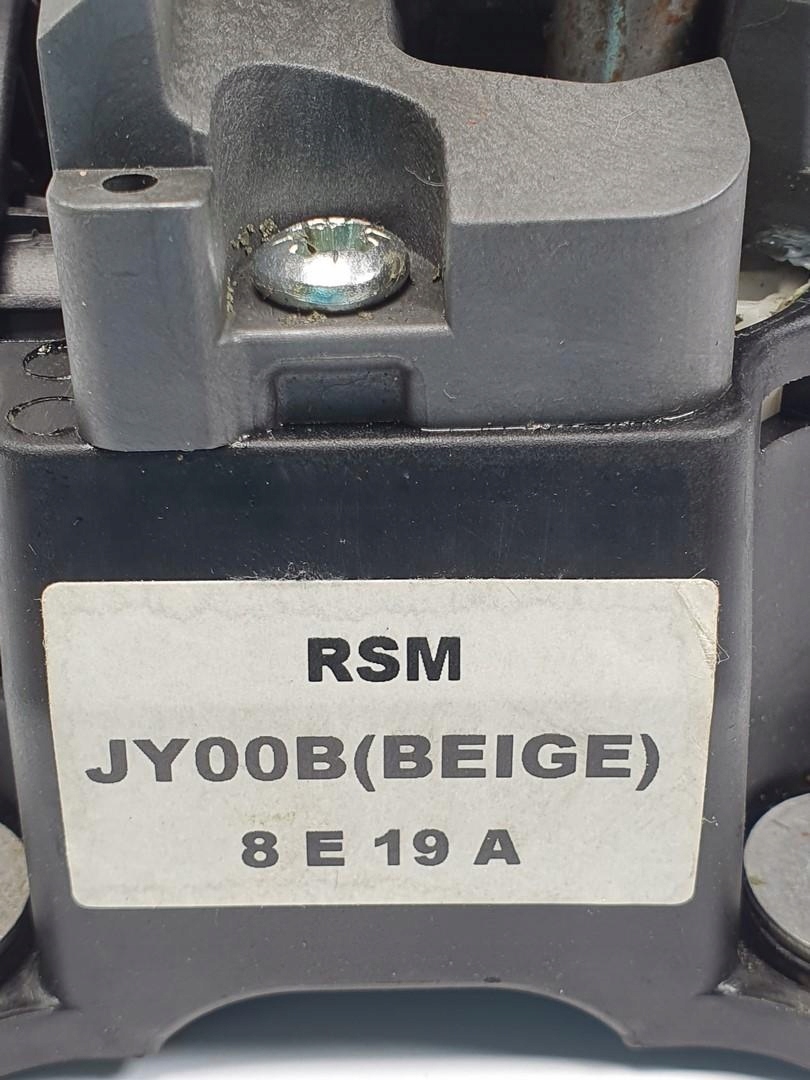 RSM
JY00B(BEIGE)
8 E 19 A